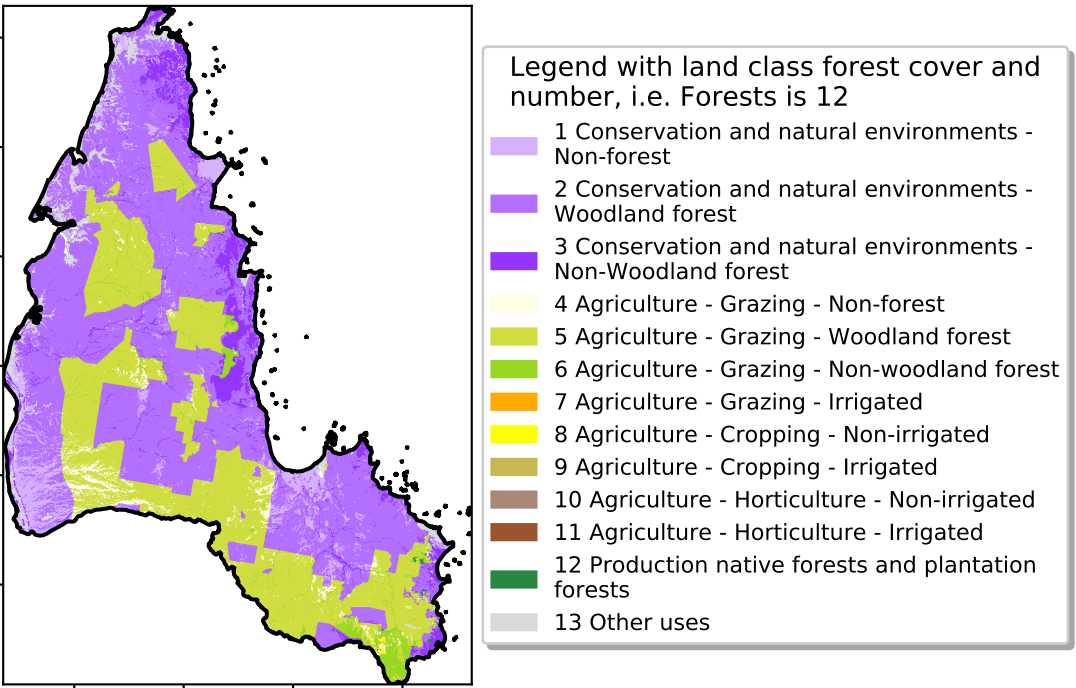 Legend with land class forest cover and
number, i.e. Forests is 12
1 Conservation and natural environments -
Non-forest
2 Conservation and natural environments -
Woodland forest
3 Conservation and natural environments -
Non-Woodland forest
4 Agriculture - Grazing - Non-forest
5 Agriculture - Grazing - Woodland forest
6 Agriculture - Grazing - Non-woodland forest
7 Agriculture - Grazing - Irrigated
8 Agriculture - Cropping - Non-irrigated
9 Agriculture - Cropping - Irrigated
10 Agriculture - Horticulture - Non-irrigated
11 Agriculture - Horticulture - Irrigated
12 Production native forests and plantation
forests
13 Other uses